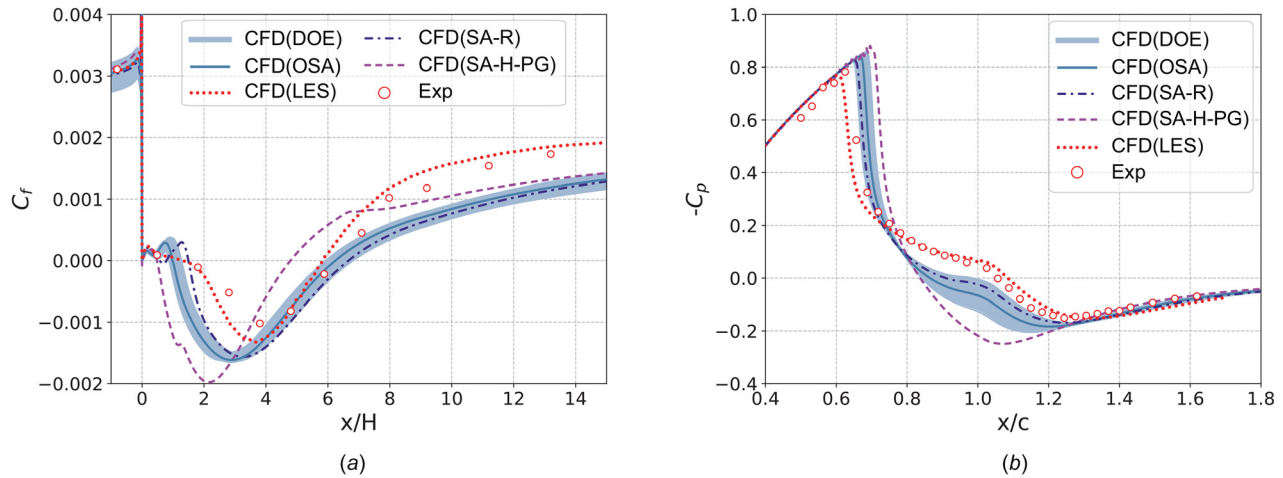 0.004
0.003
0.002
0.001
0.000
−0.001
−0.002
C_f
CFD(DOE)
CFD(OSA)
CFD(LES)
CFD(SA-R)
CFD(SA-H-PG)
Exp
0 2 4 6 8 10 12 14
x/H
(a)
1.0
0.8
0.6
0.4
0.2
0.0
−0.2
−0.4
-C_p
CFD(DOE)
CFD(OSA)
CFD(SA-R)
CFD(SA-H-PG)
CFD(LES)
Exp
0.4 0.6 0.8 1.0 1.2 1.4 1.6 1.8
x/c
(b)